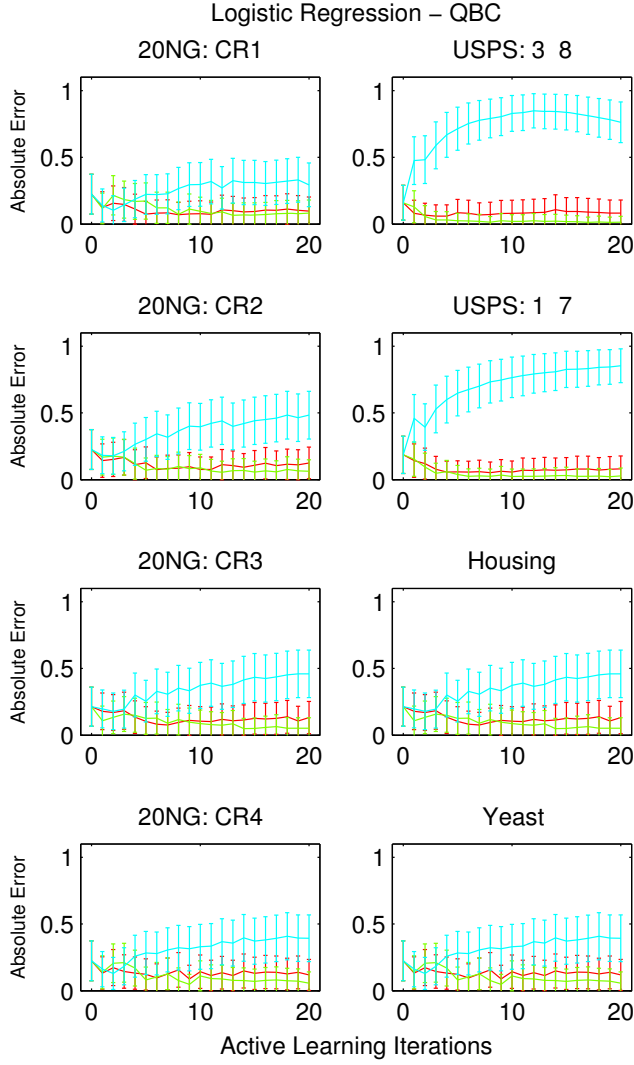 Logistic Regression − QBC
20NG: CR1
USPS: 3 8
Absolute Error
1
0.5
0
0 10 20
1
0.5
0
0 10 20
20NG: CR2
USPS: 1 7
Absolute Error
1
0.5
0
0 10 20
1
0.5
0
0 10 20
20NG: CR3
Housing
Absolute Error
1
0.5
0
0 10 20
1
0.5
0
0 10 20
20NG: CR4
Yeast
Absolute Error
1
0.5
0
0 10 20
1
0.5
0
0 10 20
Active Learning Iterations